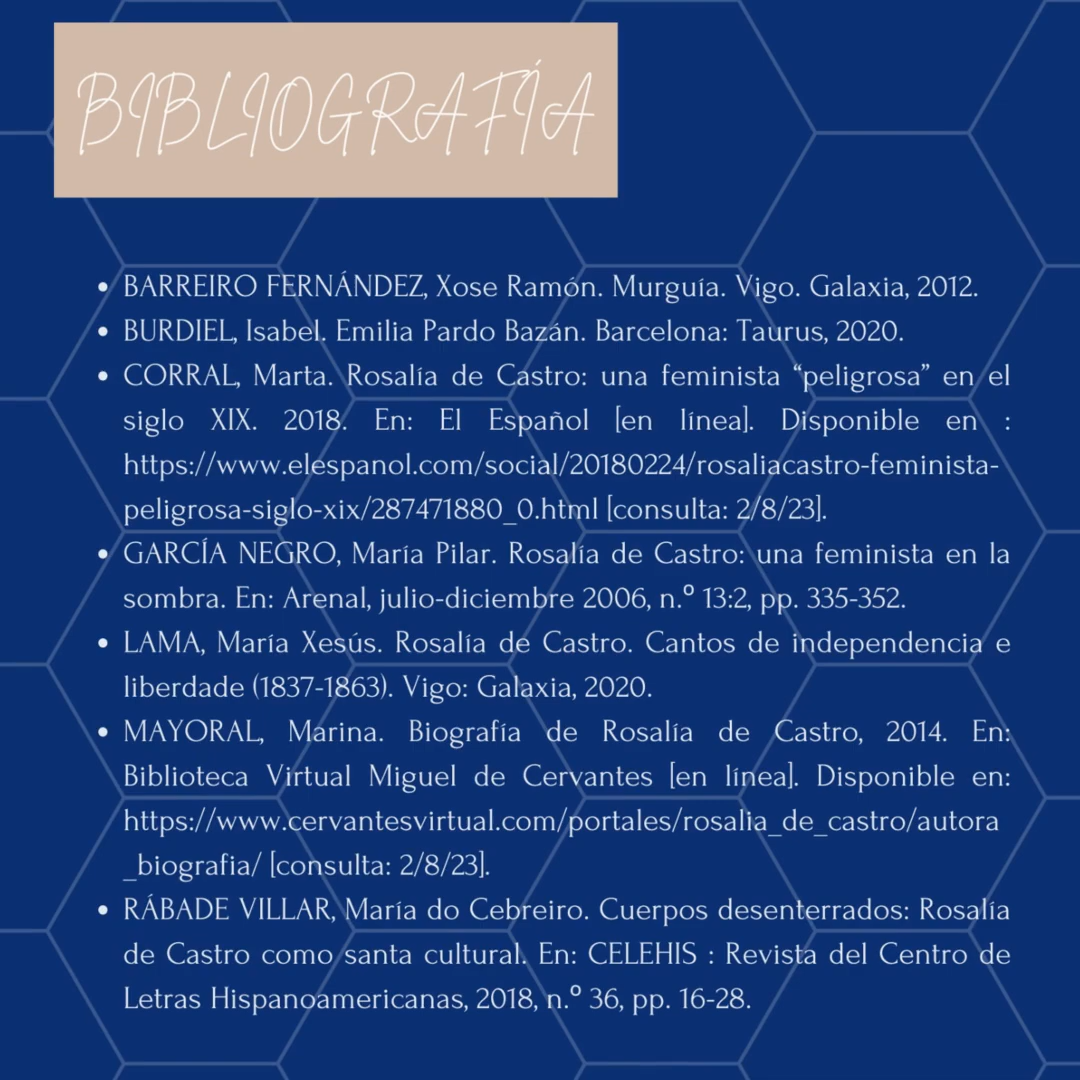 BIBLIOGRAFÍA
• BARREIRO FERNÁNDEZ, Xose Ramón. Murguía. Vigo. Galaxia, 2012.
• BURDIEL, Isabel. Emilia Pardo Bazán. Barcelona: Taurus, 2020.
• CORRAL, Marta. Rosalía de Castro: una feminista “peligrosa” en el
siglo XIX. 2018. En: El Español [en línea]. Disponible en :
https://www.elespanol.com/social/20180224/rosaliacastro-feminista-
peligrosa-siglo-xix/287471880_0.html [consulta: 2/8/23].
• GARCÍA NEGRO, María Pilar. Rosalía de Castro: una feminista en la
sombra. En: Arenal, julio-diciembre 2006, n.º 13:2, pp. 335-352.
• LAMA, María Xesús. Rosalía de Castro. Cantos de independencia e
liberdade (1837-1863). Vigo: Galaxia, 2020.
• MAYORAL, Marina. Biografía de Rosalía de Castro, 2014. En:
Biblioteca Virtual Miguel de Cervantes [en línea]. Disponible en:
https://www.cervantesvirtual.com/portales/rosalia_de_castro/autora
_biografia/ [consulta: 2/8/23].
• RÁBADE VILLAR, María do Cebreiro. Cuerpos desenterrados: Rosalía
de Castro como santa cultural. En: CELEHIS : Revista del Centro de
Letras Hispanoamericanas, 2018, n.º 36, pp. 16-28.